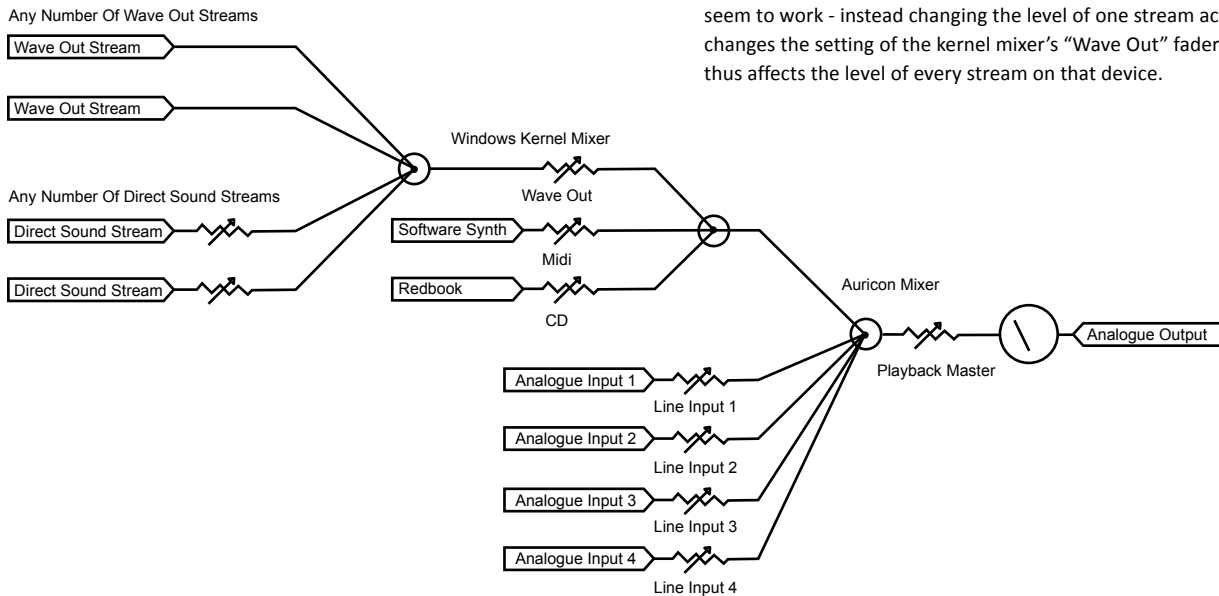 seem to work - instead changing the level of one stream ac
changes the setting of the kernel mixer’s “Wave Out” fader
thus affects the level of every stream on that device.
Any Number Of Wave Out Streams
Wave Out Stream
Wave Out Stream
Any Number Of Direct Sound Streams
Direct Sound Stream
Direct Sound Stream
Windows Kernel Mixer
Wave Out
Software Synth
Midi
Redbook
CD
Auricon Mixer
Playback Master
Analogue Output
Analogue Input 1
Line Input 1
Analogue Input 2
Line Input 2
Analogue Input 3
Line Input 3
Analogue Input 4
Line Input 4